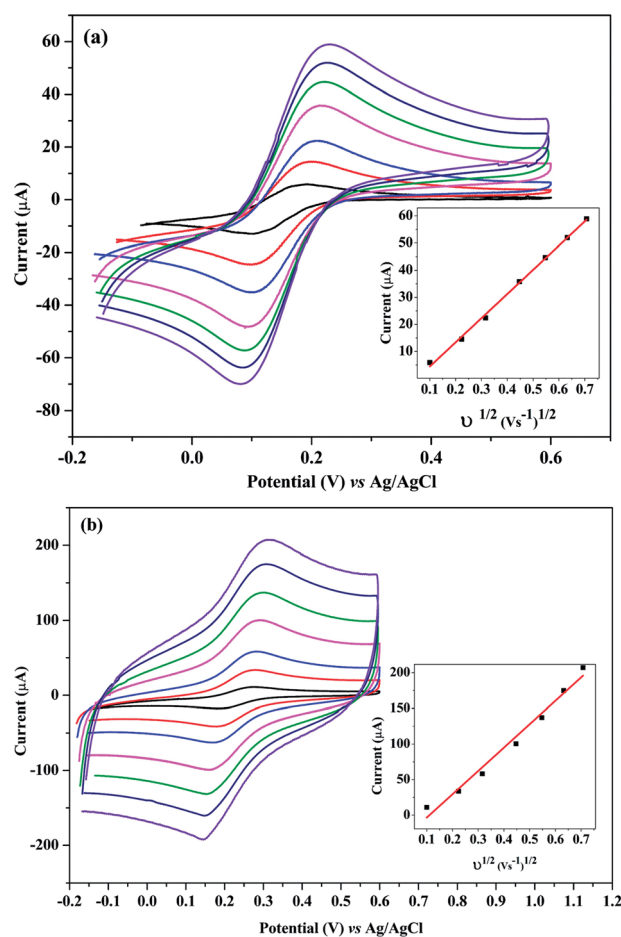 (a)
60
40
20
0
-20
-40
-60
-80
Current (µA)
-0.2 0.0 0.2 0.4 0.6
Potential (V) vs Ag/AgCl
60
50
40
30
20
10
Current (µA)
0.1 0.2 0.3 0.4 0.5 0.6 0.7
υ 1/2 (Vs-1)1/2
(b)
200
100
0
-100
-200
Current (µA)
-0.2 -0.1 0.0 0.1 0.2 0.3 0.4 0.5 0.6 0.7 0.8 0.9 1.0 1.1 1.2
Potential (V) vs Ag/AgCl
200
150
100
50
0
Current (µA)
0.1 0.2 0.3 0.4 0.5 0.6 0.7
υ1/2 (Vs-1)1/2